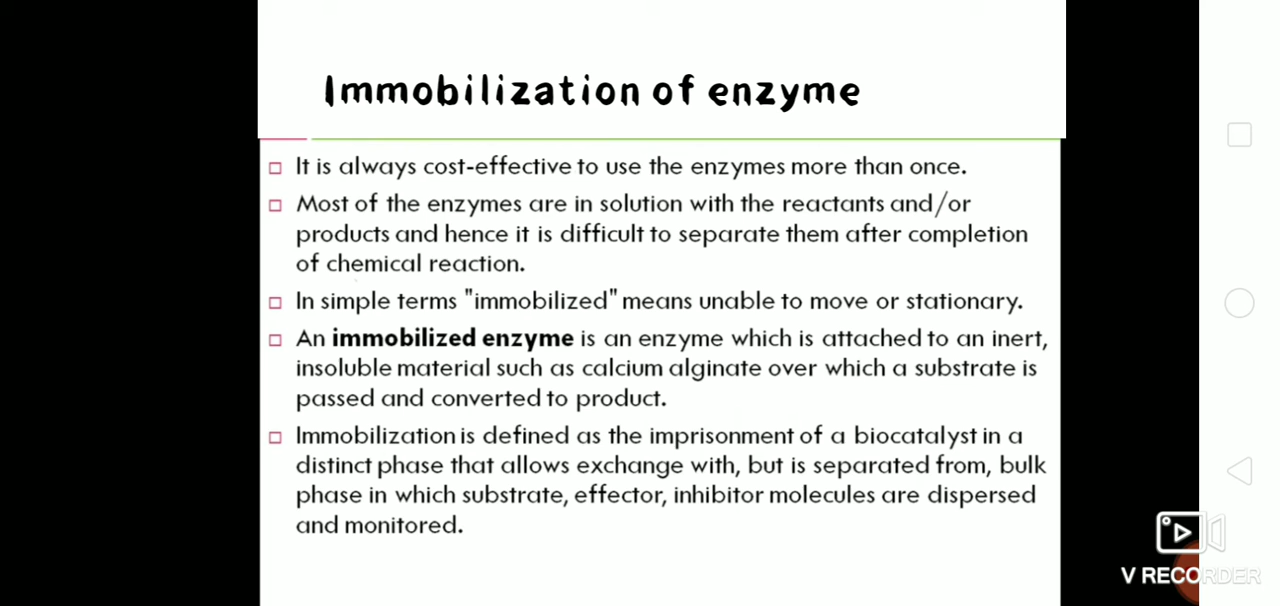 Immobilization of enzyme
It is always cost-effective to use the enzymes more than once.
Most of the enzymes are in solution with the reactants and/or
products and hence it is difficult to separate them after completion
of chemical reaction.
In simple terms "immobilized" means unable to move or stationary.
An immobilized enzyme is an enzyme which is attached to an inert,
insoluble material such as calcium alginate over which a substrate is
passed and converted to product.
Immobilization is defined as the imprisonment of a biocatalyst in a
distinct phase that allows exchange with, but is separated from, bulk
phase in which substrate, effector, inhibitor molecules are dispersed
and monitored.
V RECORDER